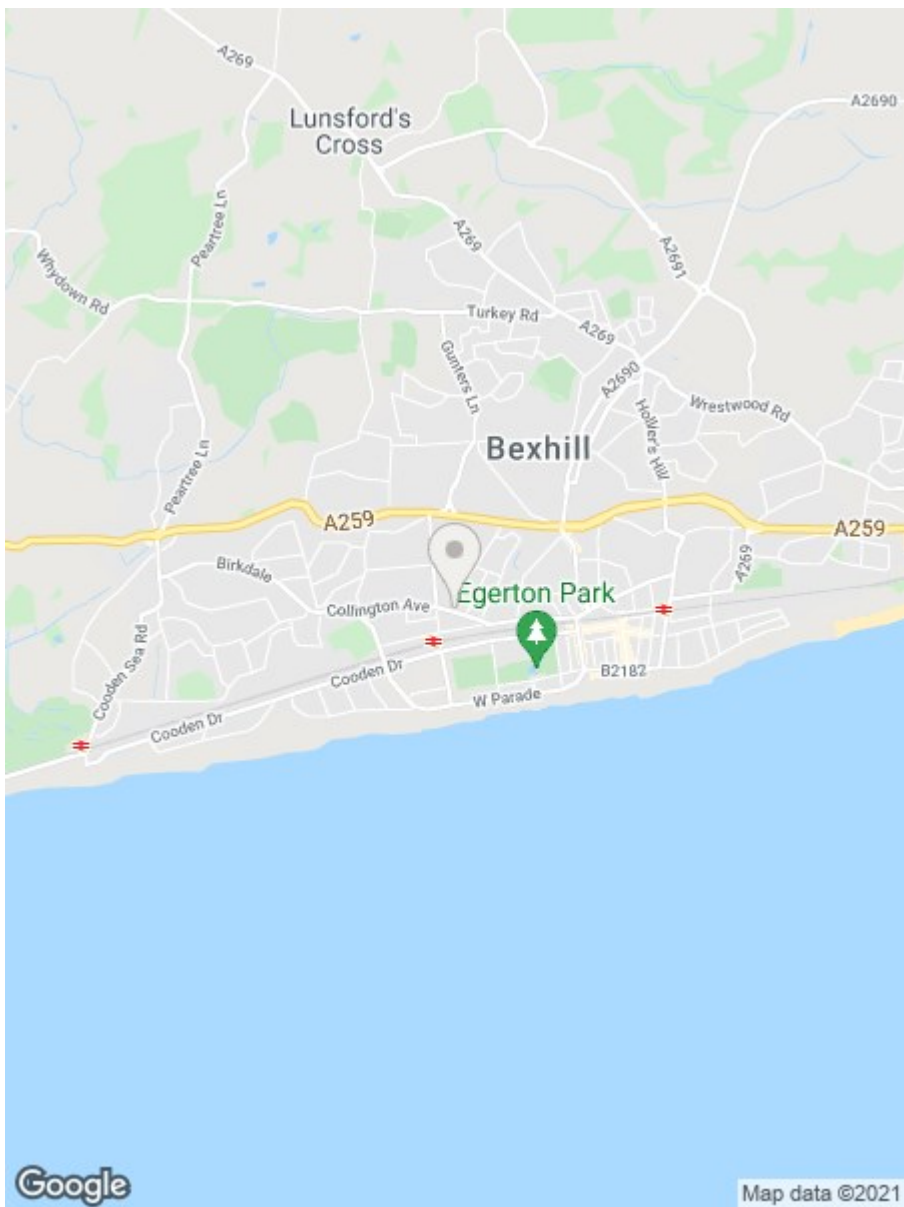 A269
A2690
Lunsford's
Cross
Peartree Ln
A269
A2691
Whydown Rd
Turkey Rd
A269
Gunters Ln
A2690
Wrestwood Rd
Holliers Hill
Bexhill
Peartree Ln
A259
A259
Birkdale
A269
Egerton Park
Collington Ave
Cooden Sea Rd
Cooden Dr
B2182
W Parade
Cooden Dr
Google
Map data ©2021